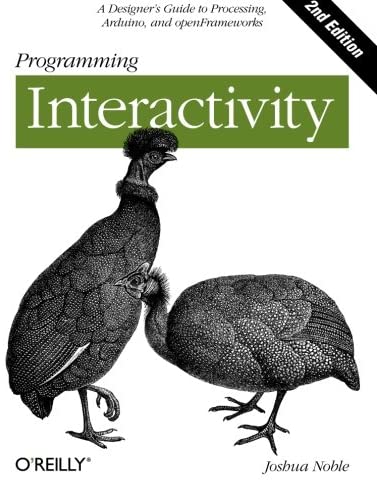 A Designer's Guide to Processing,
Arduino, and openFrameworks
2nd Edition
Programming
Interactivity
O'REILLY®
Joshua Noble